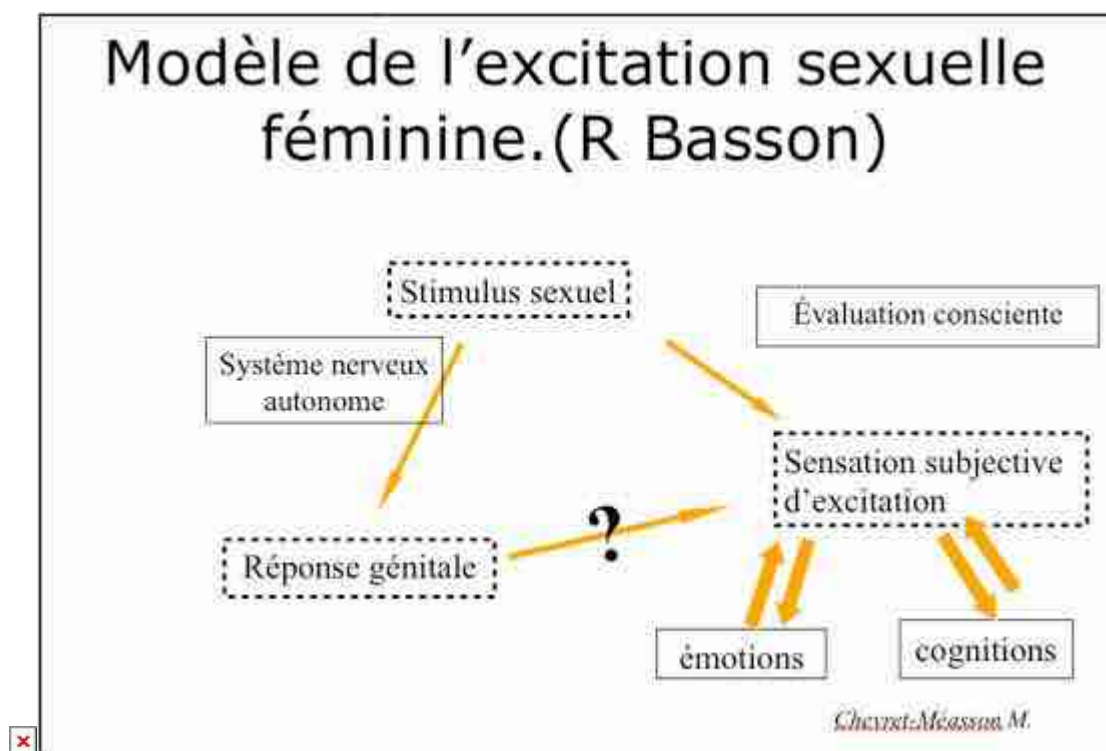 Modèle de l'excitation sexuelle
féminine.(R Basson)
Stimulus sexuel
Évaluation consciente
Système nerveux
autonome
Sensation subjective
d'excitation
?
Réponse génitale
émotions
cognitions
Chevret-Méasson M.